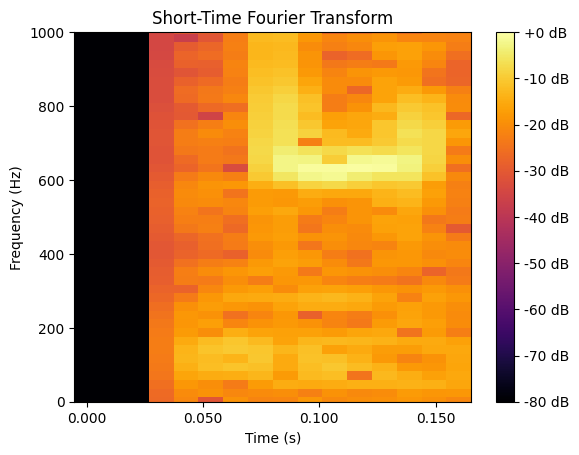 Short-Time Fourier Transform
1000
800
600
400
200
0
Frequency (Hz)
0.000
0.050
0.100
0.150
Time (s)
+0 dB
-10 dB
-20 dB
-30 dB
-40 dB
-50 dB
-60 dB
-70 dB
-80 dB